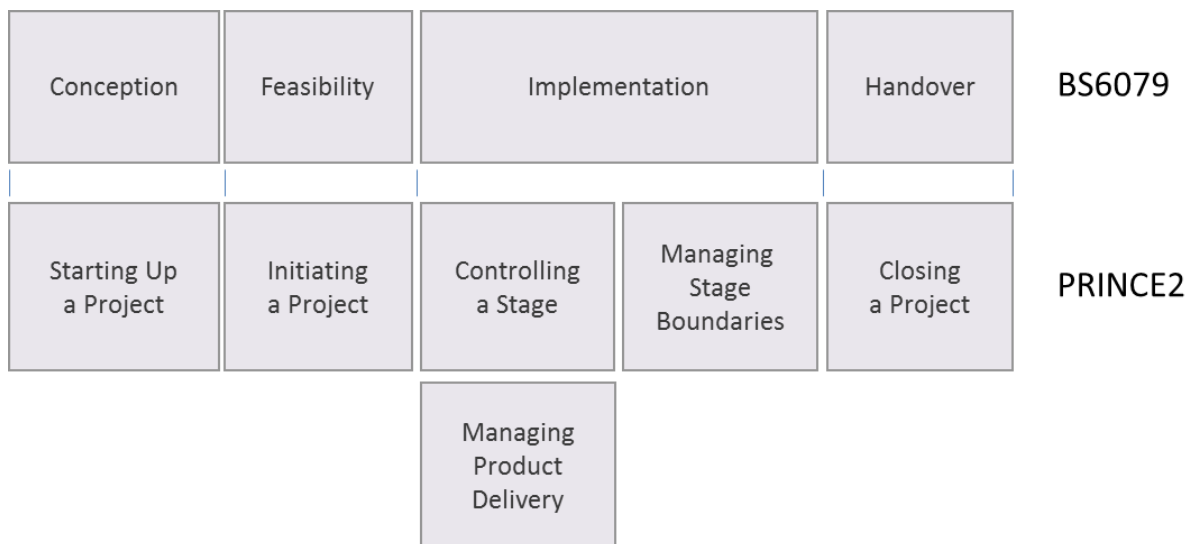 Conception
Feasibility
Implementation
Handover
BS6079
Starting Up
a Project
Initiating
a Project
Controlling
a Stage
Managing
Stage
Boundaries
Closing
a Project
PRINCE2
Managing
Product
Delivery